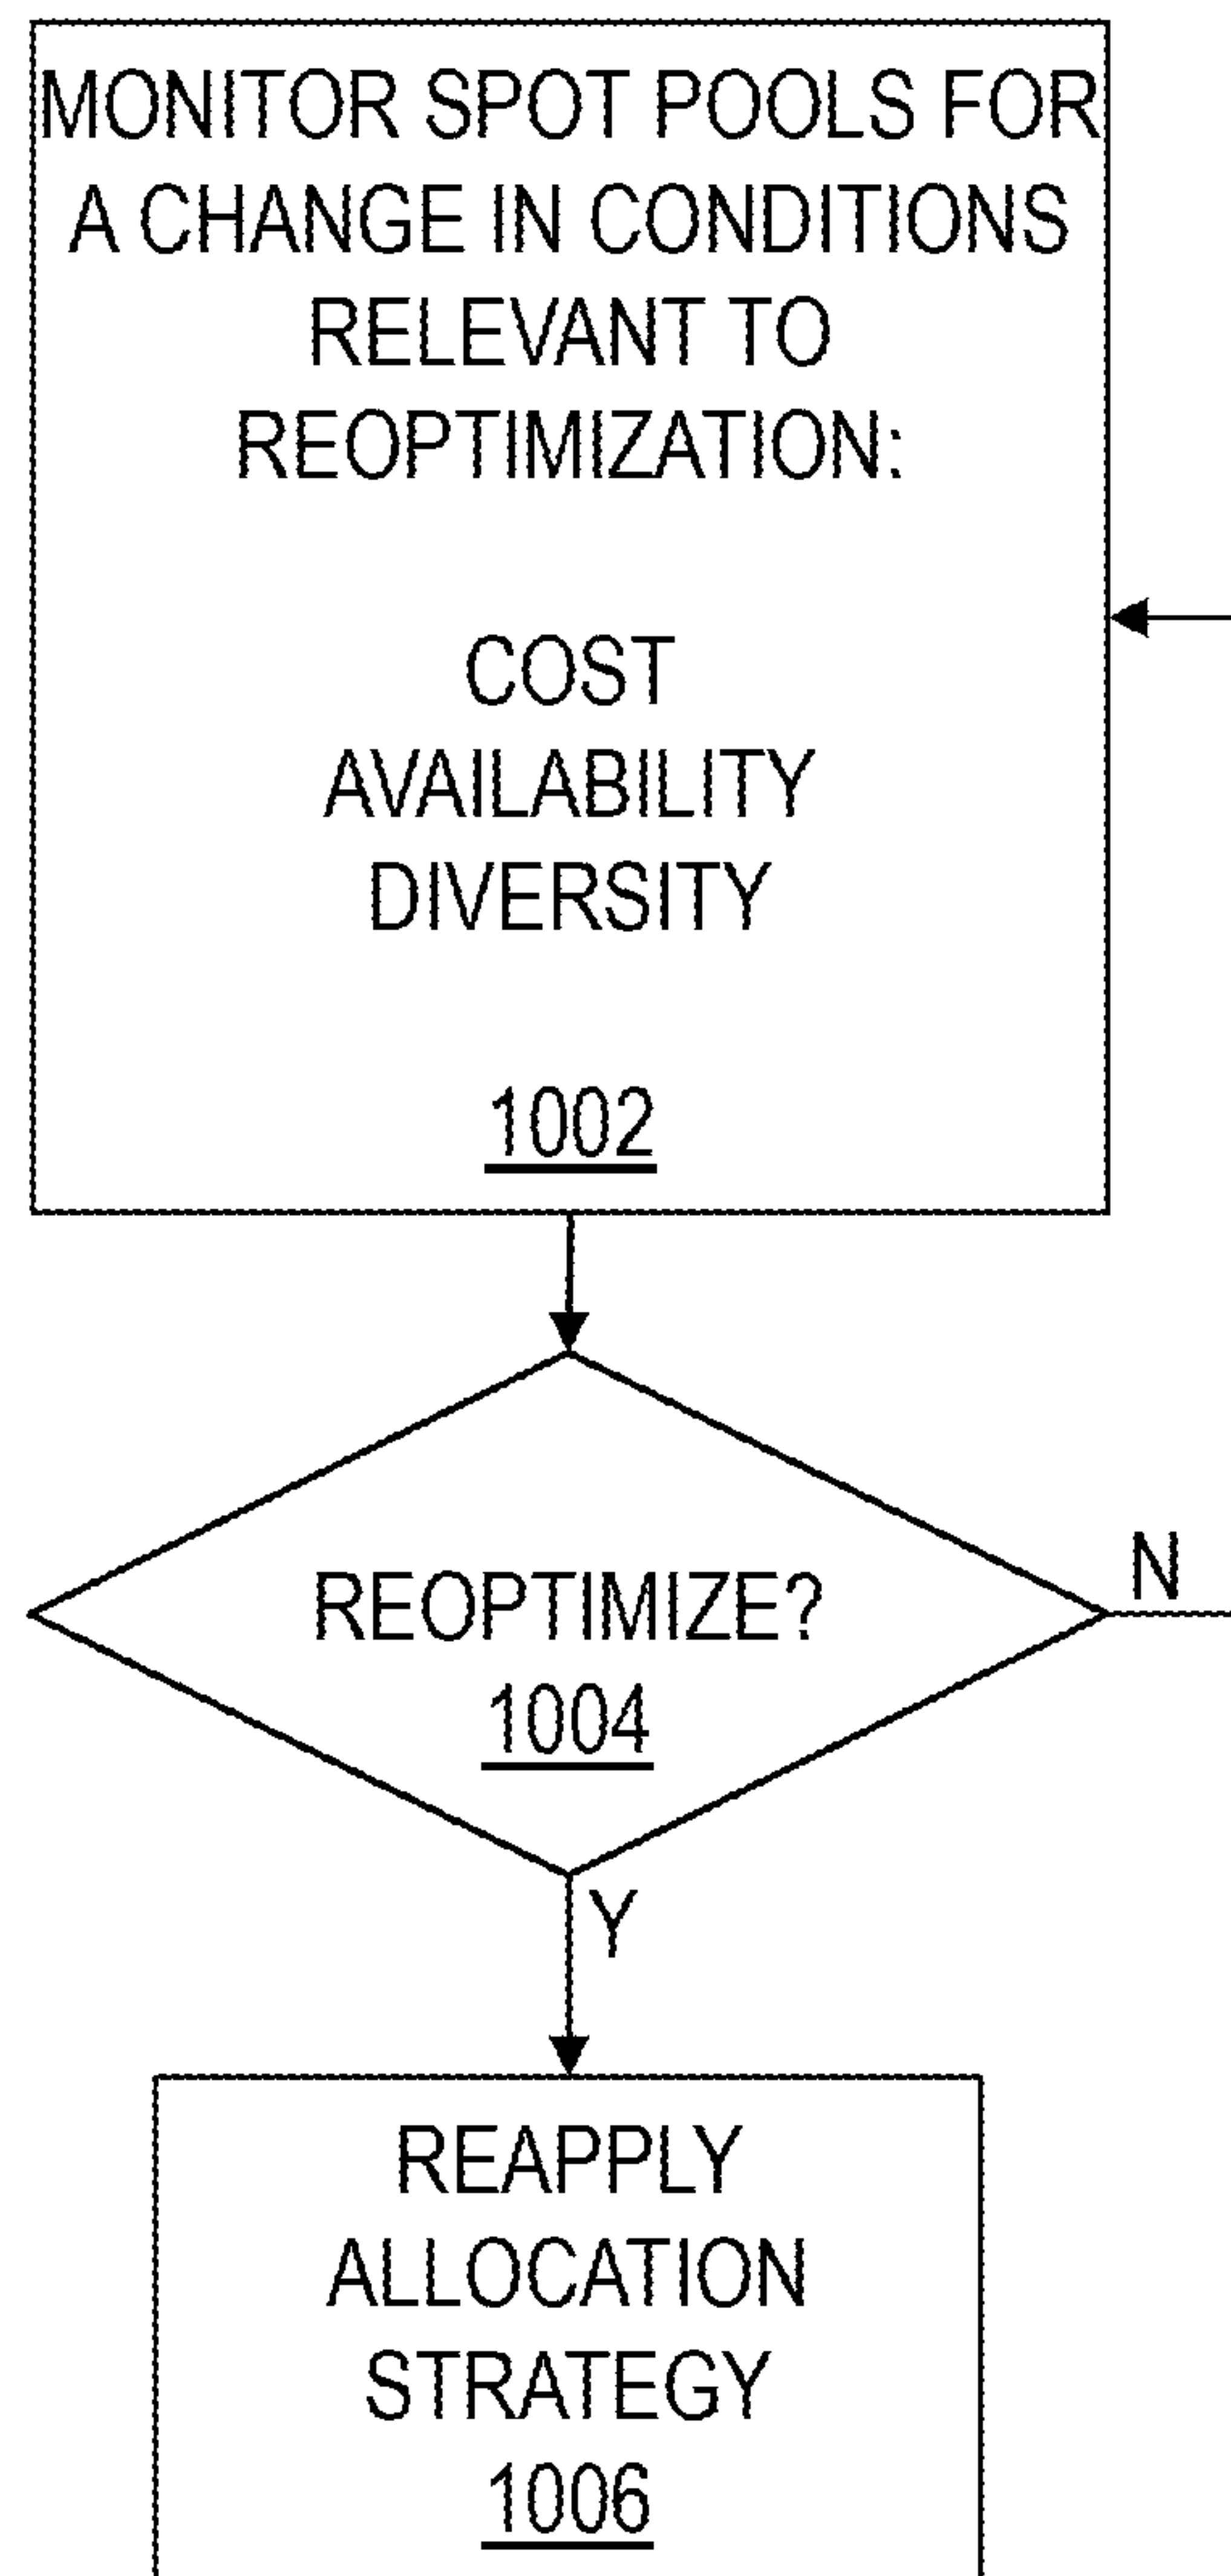 MONITOR SPOT POOLS FOR
A CHANGE IN CONDITIONS
RELEVANT TO
REOPTIMIZATION:
COST
AVAILABILITY
DIVERSITY
1002
REOPTIMIZE?
1004
N
Y
REAPPLY
ALLOCATION
STRATEGY
1006